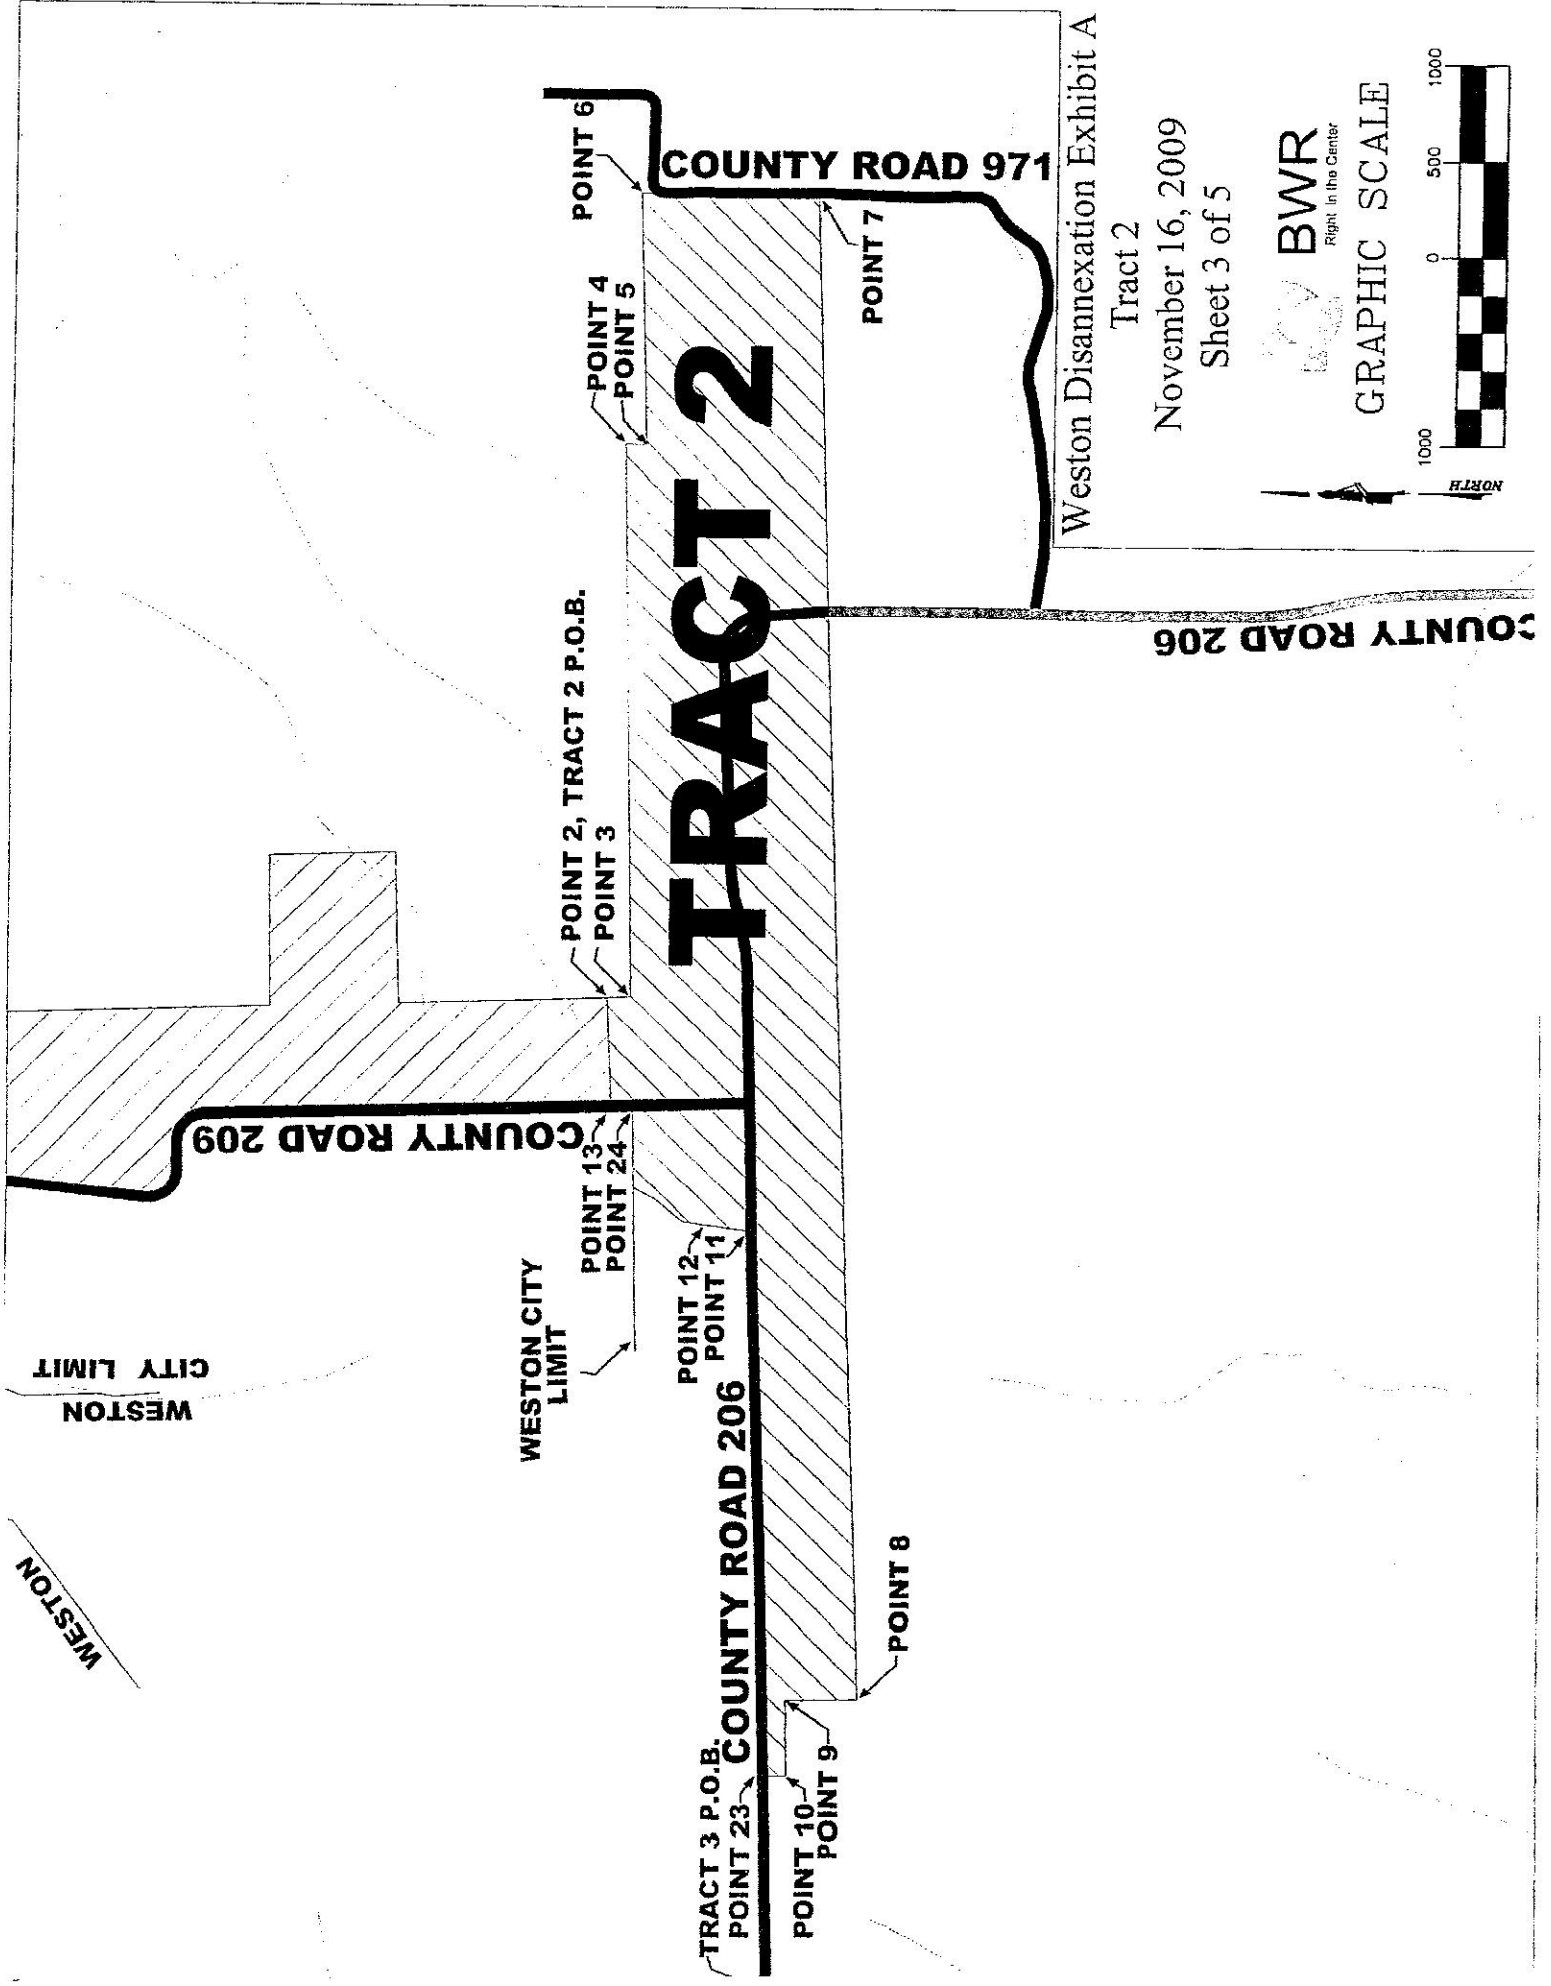 WESTON
WESTON
CITY LIMIT
COUNTY ROAD 209
WESTON CITY
LIMIT
POINT 13
POINT 24
POINT 12
POINT 11
POINT 2, TRACT 2 P.O.B.
POINT 3
POINT 4
POINT 5
POINT 6
COUNTY ROAD 971
POINT 7
TRACT 2
TRACT 3 P.O.B.
POINT 23
COUNTY ROAD 206
POINT 10
POINT 9
POINT 8
COUNTY ROAD 206
Weston Disannexation Exhibit A
Tract 2
November 16, 2009
Sheet 3 of 5
BWR
Right in the Center
GRAPHIC SCALE
1000 0 500 1000
NORTH